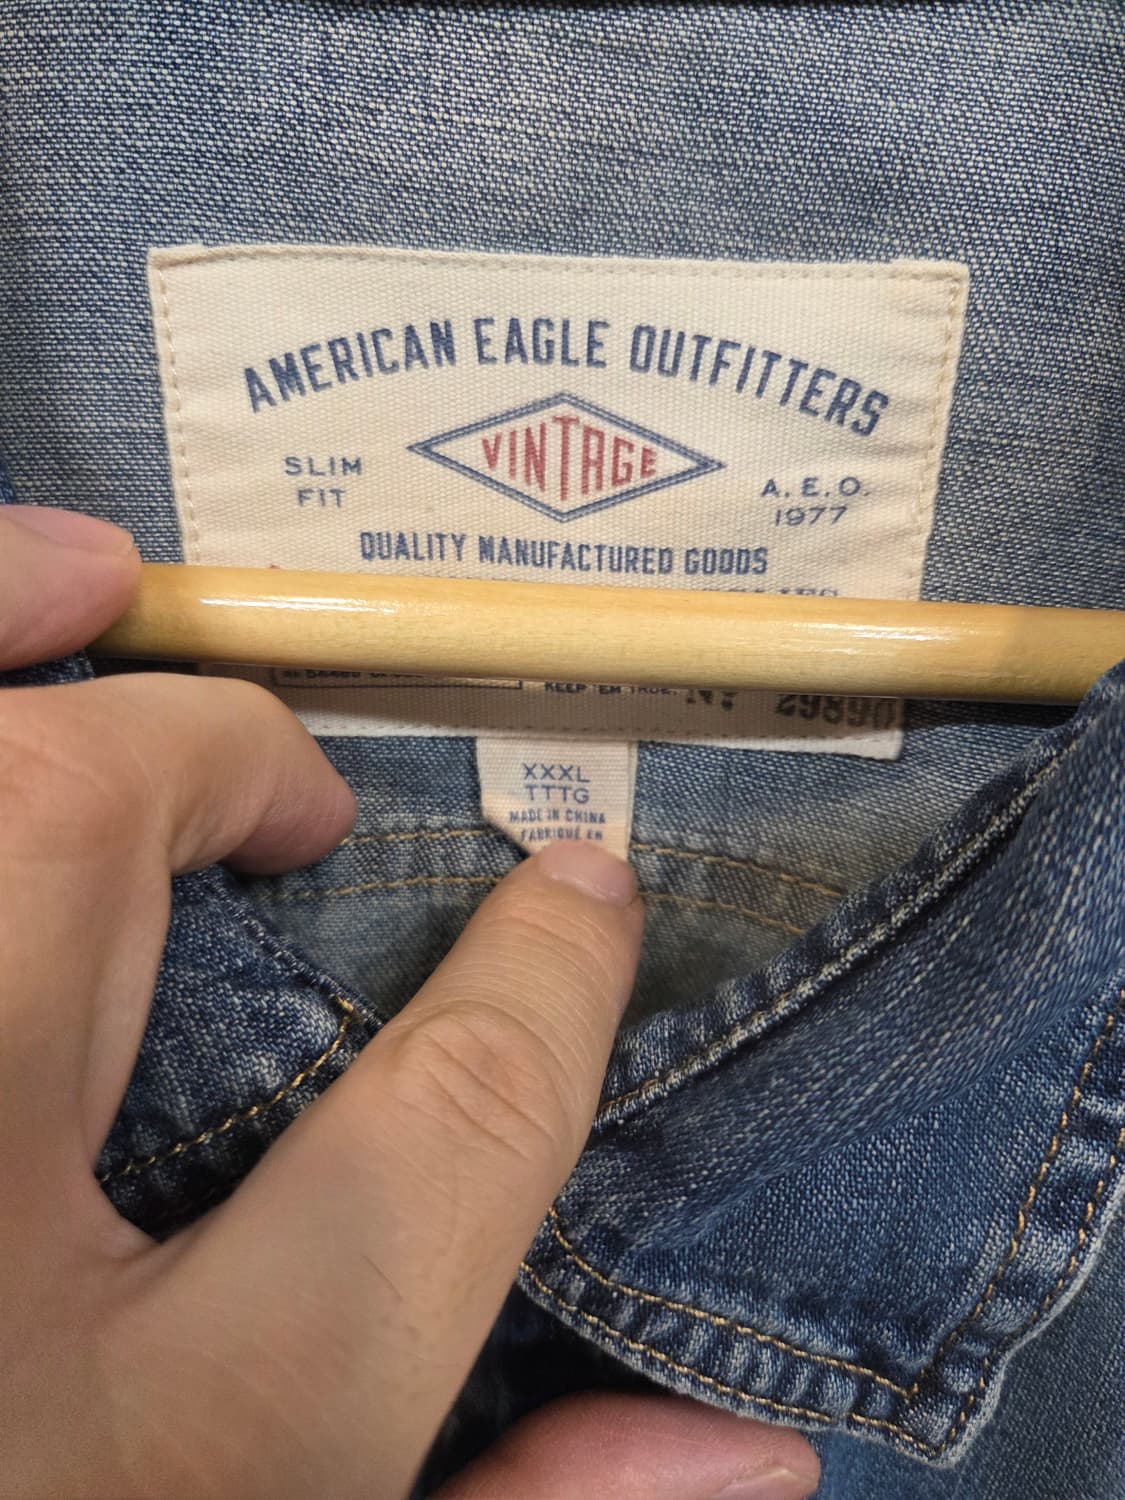 AMERICAN EAGLE OUTFITTERS
VINTAGE
SLIM
FIT
A. E. O.
1977
QUALITY MANUFACTURED GOODS
KEEP 'EM TRUE.
29890
XXXL
TTTG
MADE IN CHINA
FABRIQUÉ EN